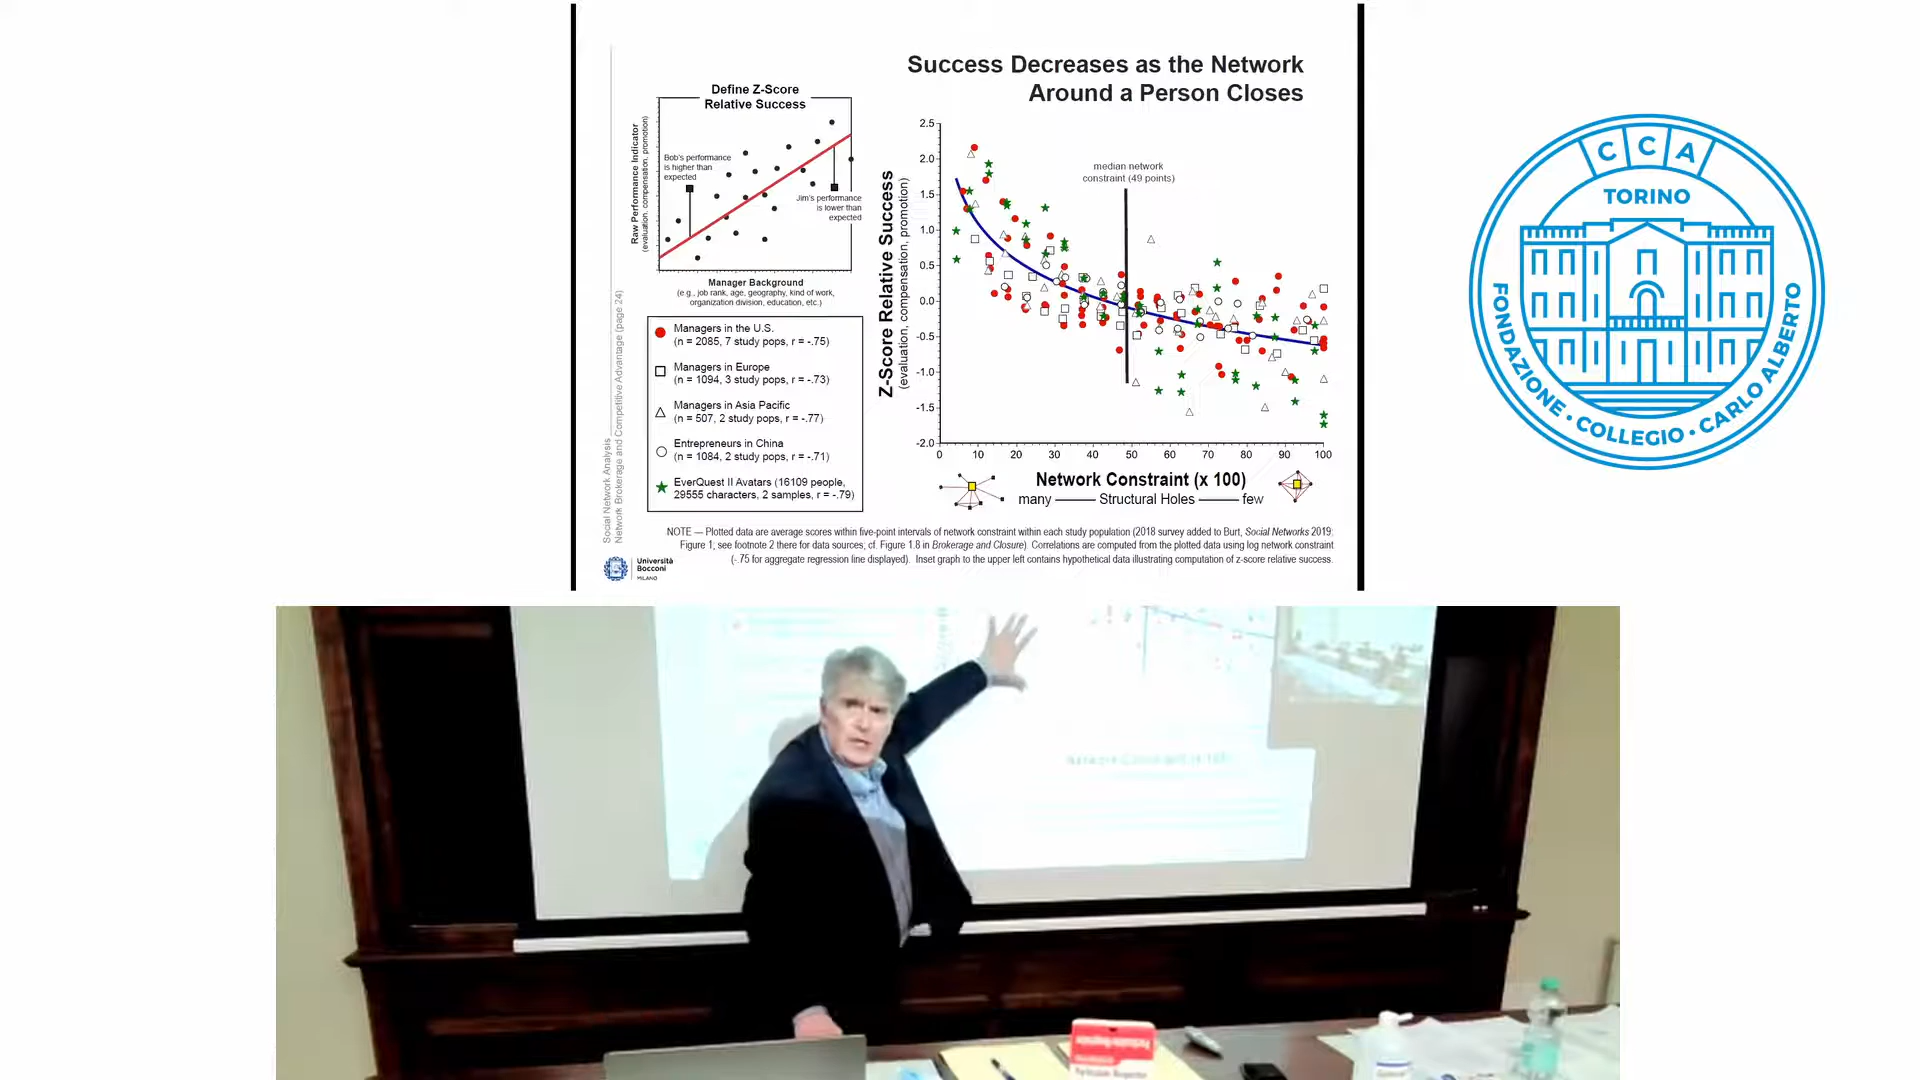 Success Decreases as the Network
Around a Person Closes
Define Z-Score
Relative Success
Raw Performance Indicator
(evaluation, compensation, promotion)
Bob's performance
is higher than
expected
Jim's performance
is lower than
expected
Manager Background
(e.g., job rank, age, geography, kind of work,
organization division, education, etc.)
Managers in the U.S.
(n = 2085, 7 study pops, r = -.75)
Managers in Europe
(n = 1094, 3 study pops, r = -.73)
Managers in Asia Pacific
(n = 507, 2 study pops, r = -.77)
Entrepreneurs in China
(n = 1084, 2 study pops, r = -.71)
EverQuest II Avatars (16109 people,
29555 characters, 2 samples, r = -.79)
Social Network Analysis
Network Brokerage and Competitive Advantage (page 24)
Z-Score Relative Success
(evaluation, compensation, promotion)
2.5
2.0
1.5
1.0
0.5
0.0
-0.5
-1.0
-1.5
-2.0
median network
constraint (49 points)
0 10 20 30 40 50 60 70 80 90 100
Network Constraint (x 100)
many Structural Holes few
NOTE — Plotted data are average scores within five-point intervals of network constraint within each study population (2018 survey added to Burt, Social Networks 2019:
Figure 1; see footnote 2 there for data sources; cf. Figure 1.8 in Brokerage and Closure). Correlations are computed from the plotted data using log network constraint
(-.75 for aggregate regression line displayed). Inset graph to the upper left contains hypothetical data illustrating computation of z-score relative success.
Università
Bocconi
MILANO
CCA
TORINO
FONDAZIONE • COLLEGIO • CARLO ALBERTO
Network Constraint (x 100)